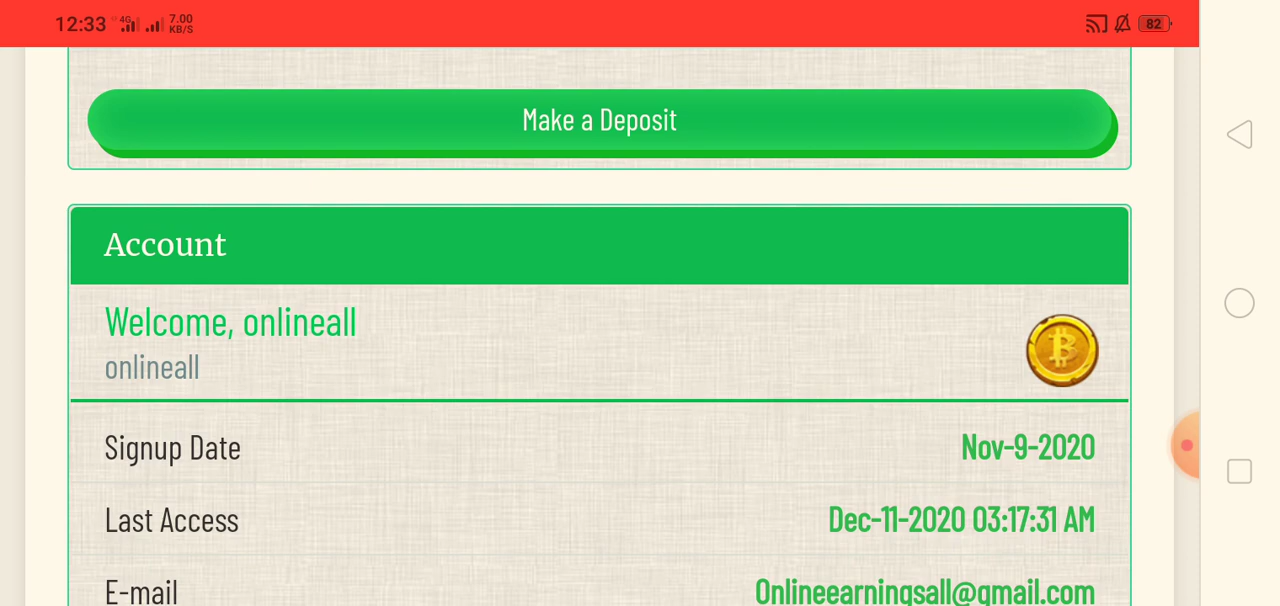 12:33 4G 7.00 KB/S 82
Make a Deposit
Account
Welcome, onlineall
onlineall
Signup Date Nov-9-2020
Last Access Dec-11-2020 03:17:31 AM
E-mail Onlineearningsall@gmail.com